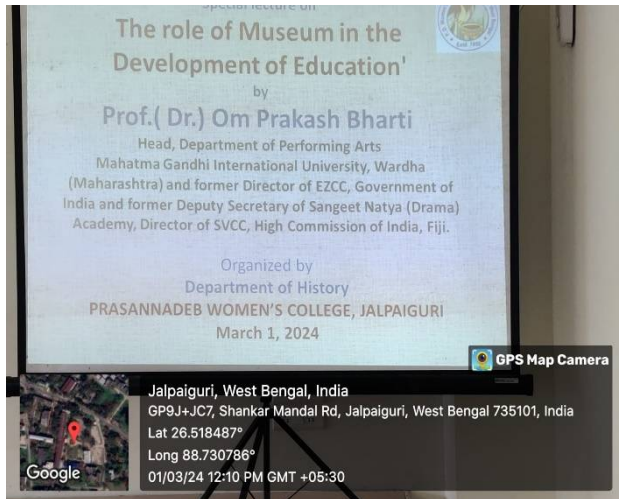 Special lecture on
The role of Museum in the
Development of Education'
by
Prof.( Dr.) Om Prakash Bharti
Head, Department of Performing Arts
Mahatma Gandhi International University, Wardha
(Maharashtra) and former Director of EZCC, Government of
India and former Deputy Secretary of Sangeet Natya (Drama)
Academy, Director of SVCC, High Commission of India, Fiji.
Organized by
Department of History
PRASANNADEB WOMEN'S COLLEGE, JALPAIGURI
March 1, 2024
GPS Map Camera
Jalpaiguri, West Bengal, India
GP9J+JC7, Shankar Mandal Rd, Jalpaiguri, West Bengal 735101, India
Lat 26.518487°
Long 88.730786°
01/03/24 12:10 PM GMT +05:30
Google